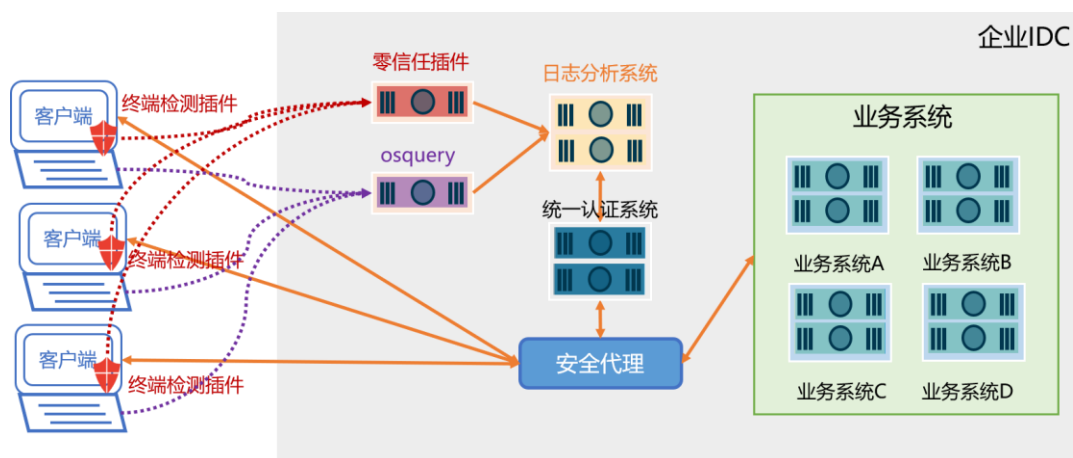 企业IDC
零信任插件
日志分析系统
终端检测插件
客户端
业务系统
osquery
统一认证系统
客户端
终端检测插件
业务系统A
业务系统B
客户端
安全代理
终端检测插件
业务系统C
业务系统D